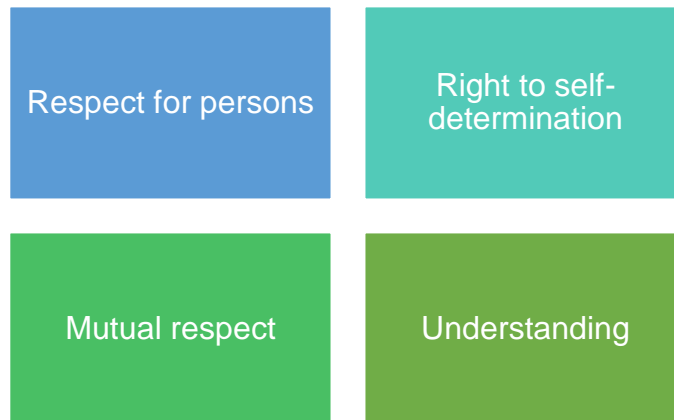 Respect for persons
Right to self-
determination
Mutual respect
Understanding